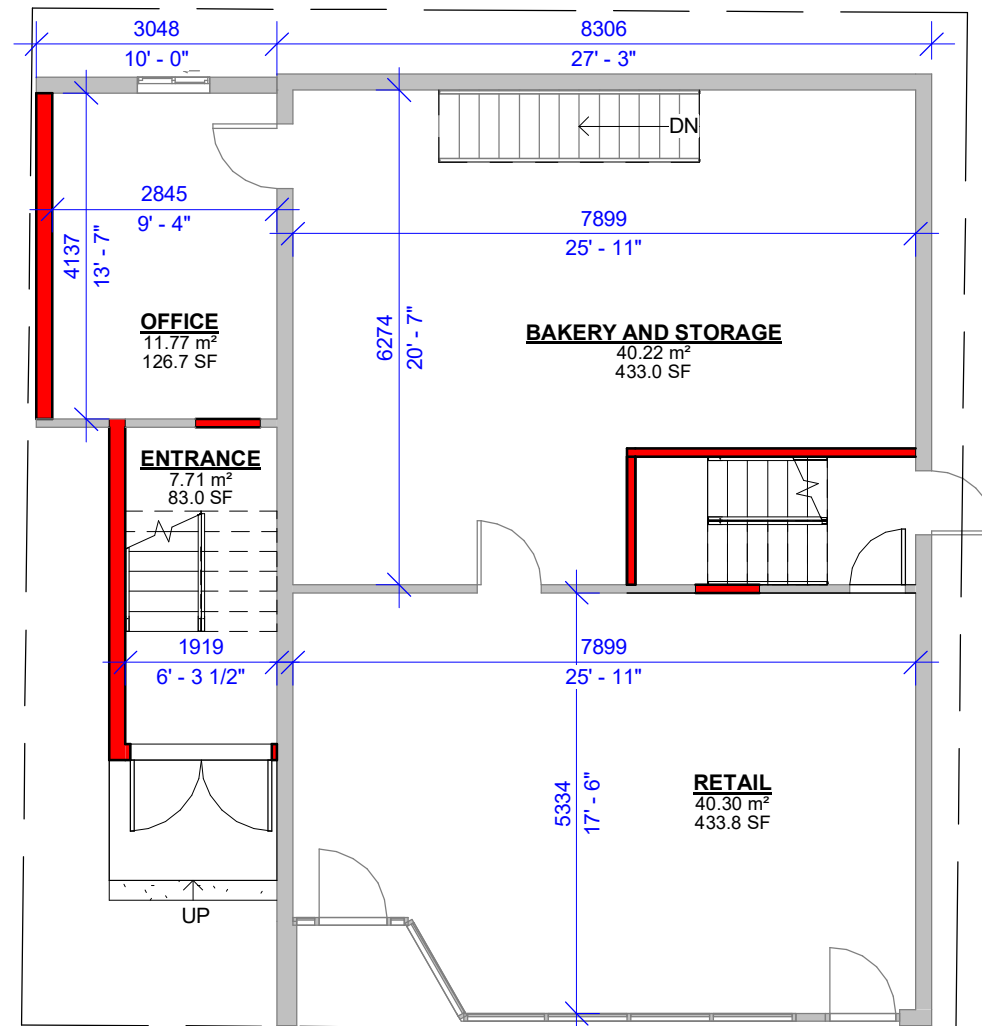 3048
10' - 0"
8306
27' - 3"
DN
2845
9' - 4"
7899
25' - 11"
4137
13' - 7"
6274
20' - 7"
OFFICE
11.77 m²
126.7 SF
BAKERY AND STORAGE
40.22 m²
433.0 SF
ENTRANCE
7.71 m²
83.0 SF
1919
6' - 3 1/2"
7899
25' - 11"
5334
17' - 6"
RETAIL
40.30 m²
433.8 SF
UP